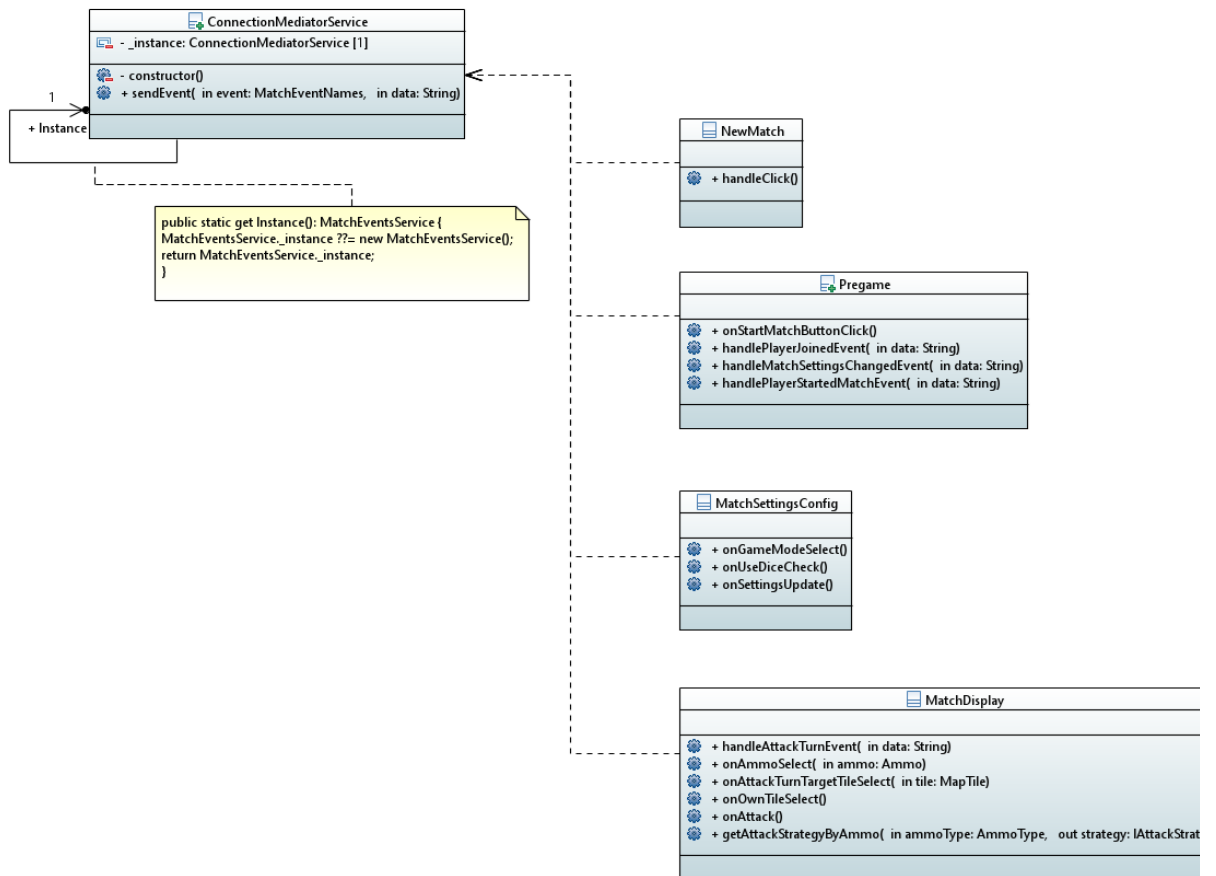 ConnectionMediatorService
- _instance: ConnectionMediatorService [1]
- constructor()
+ sendEvent( in event: MatchEventNames, in data: String)
1
+ Instance
public static get Instance(): MatchEventsService {
MatchEventsService._instance ??= new MatchEventsService();
return MatchEventsService._instance;
}
NewMatch
+ handleClick()
Pregame
+ onStartMatchButtonClick()
+ handlePlayerJoinedEvent( in data: String)
+ handleMatchSettingsChangedEvent( in data: String)
+ handlePlayerStartedMatchEvent( in data: String)
MatchSettingsConfig
+ onGameModeSelect()
+ onUseDiceCheck()
+ onSettingsUpdate()
MatchDisplay
+ handleAttackTurnEvent( in data: String)
+ onAmmoSelect( in ammo: Ammo)
+ onAttackTurnTargetTileSelect( in tile: MapTile)
+ onOwnTileSelect()
+ onAttack()
+ getAttackStrategyByAmmo( in ammoType: AmmoType, out strategy: IAttackStrat